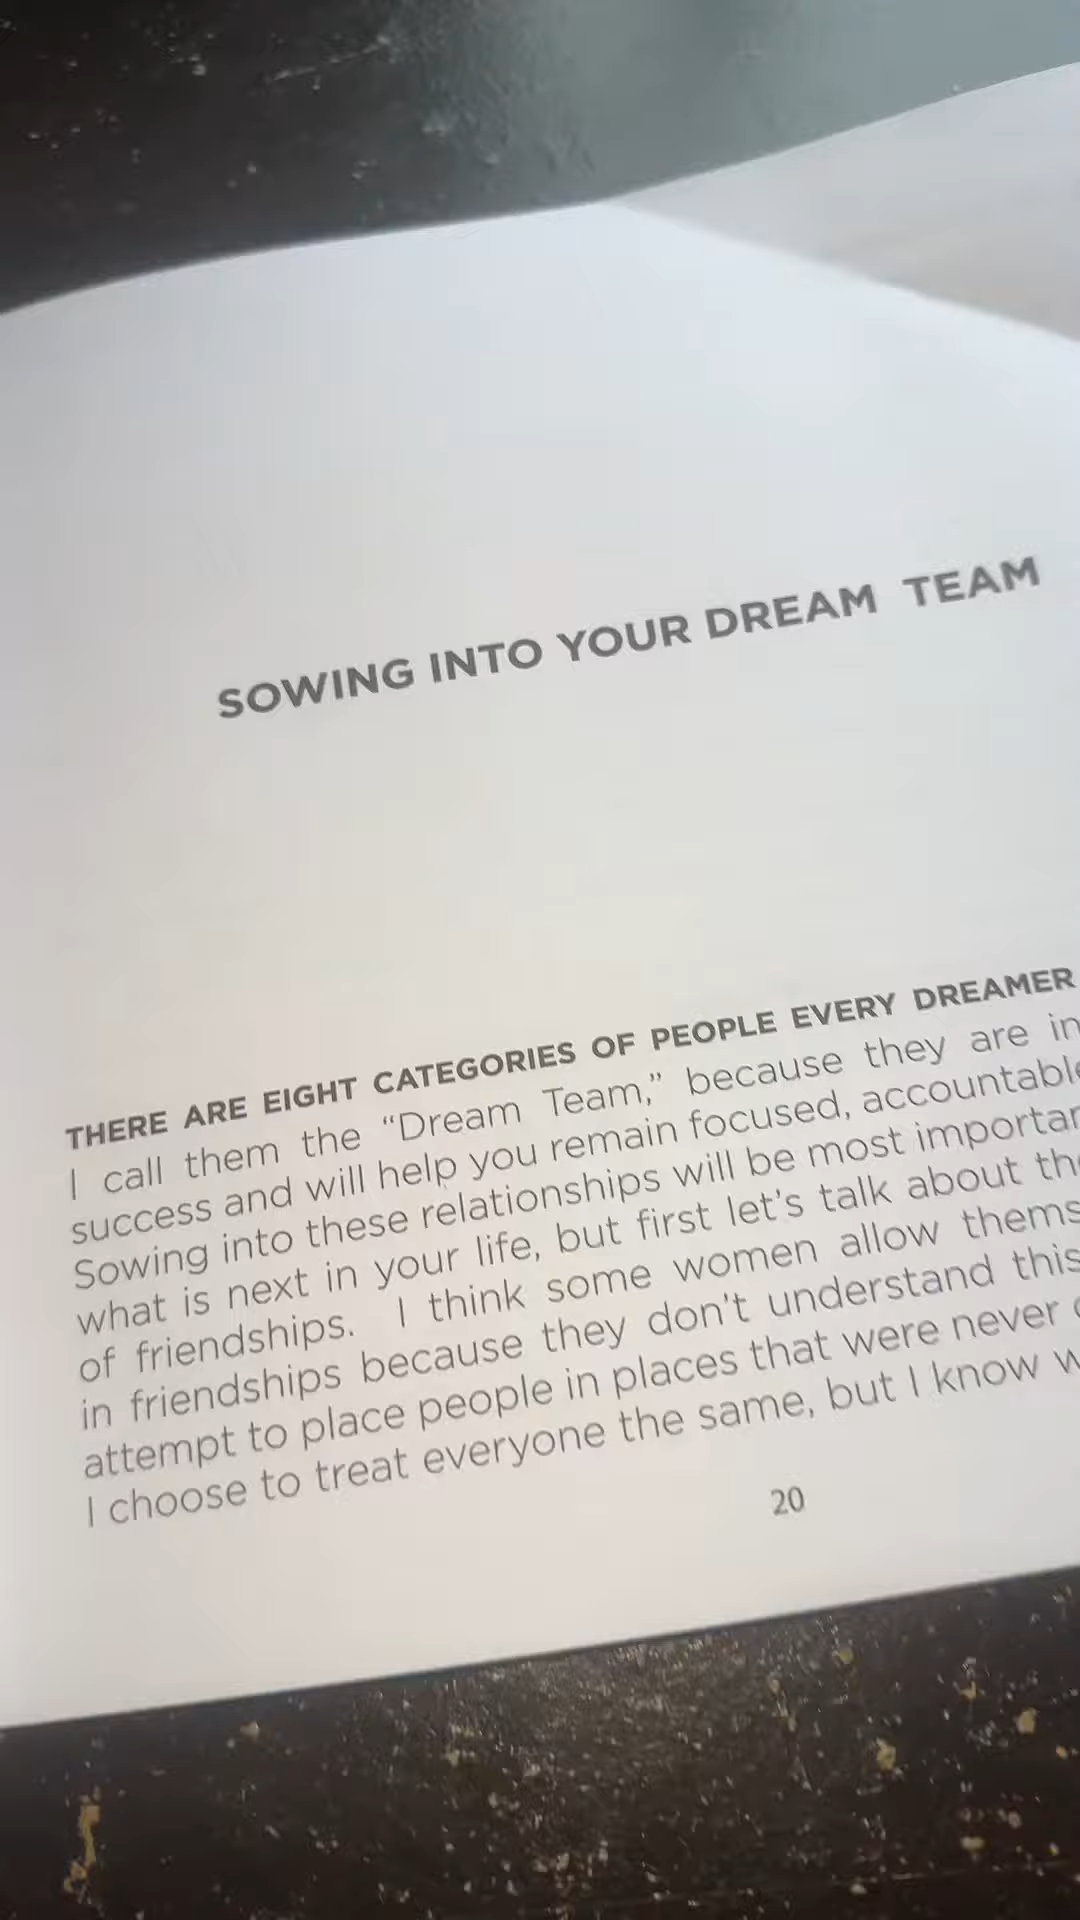 SOWING INTO YOUR DREAM TEAM
THERE ARE EIGHT CATEGORIES OF PEOPLE EVERY DREAMER
I call them the “Dream Team,” because they are in
success and will help you remain focused, accountable
Sowing into these relationships will be most importan
what is next in your life, but first let’s talk about the
of friendships. I think some women allow thems
in friendships because they don’t understand this
attempt to place people in places that were never
I choose to treat everyone the same, but I know w
20